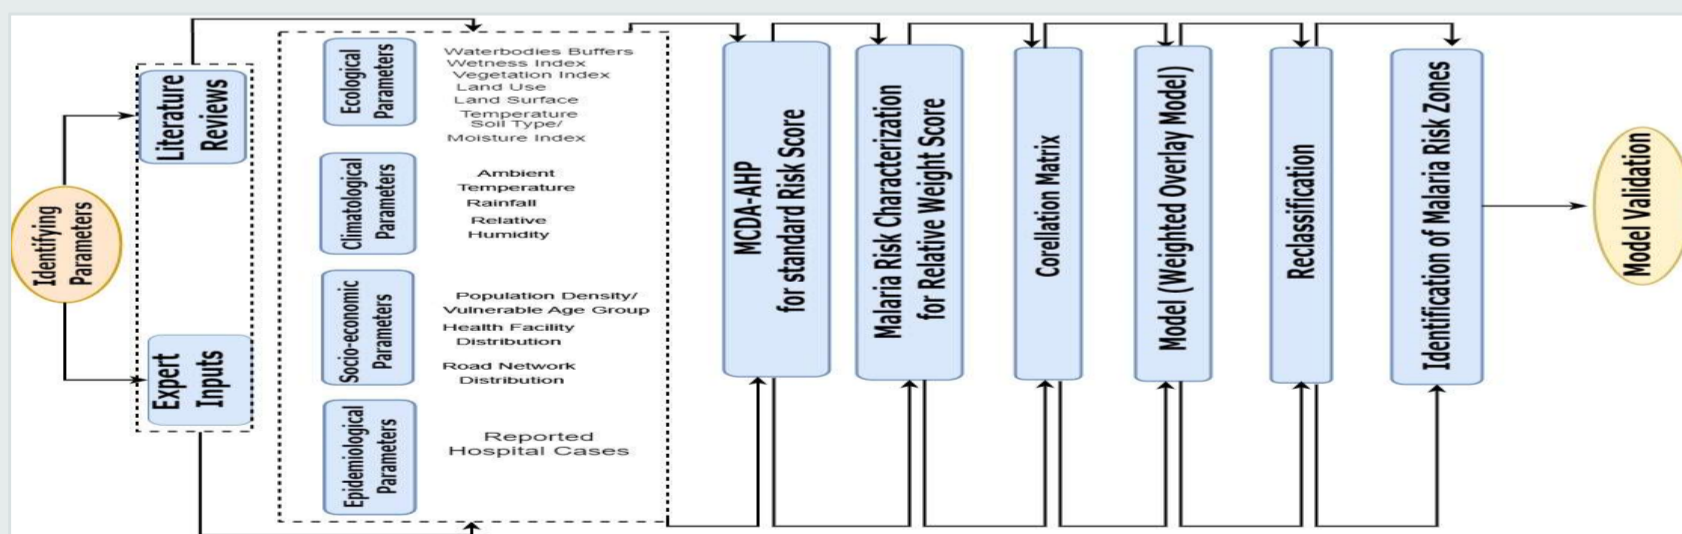 Identifying
Parameters
Literature
Reviews
Expert
Inputs
Ecological
Parameters
Waterbodies Buffers
Wetness Index
Vegetation Index
Land Use
Land Surface
Temperature
Soil Type/
Moisture Index
Climatological
Parameters
Ambient
Temperature
Rainfall
Relative
Humidity
Socio-economic
Parameters
Population Density/
Vulnerable Age Group
Health Facility
Distribution
Road Network
Distribution
Epidemiological
Parameters
Reported
Hospital Cases
MCDA-AHP
for standard Risk Score
Malaria Risk Characterization
for Relative Weight Score
Corellation Matrix
Model (Weighted Overlay Model)
Reclassification
Identification of Malaria Risk Zones
Model Validation